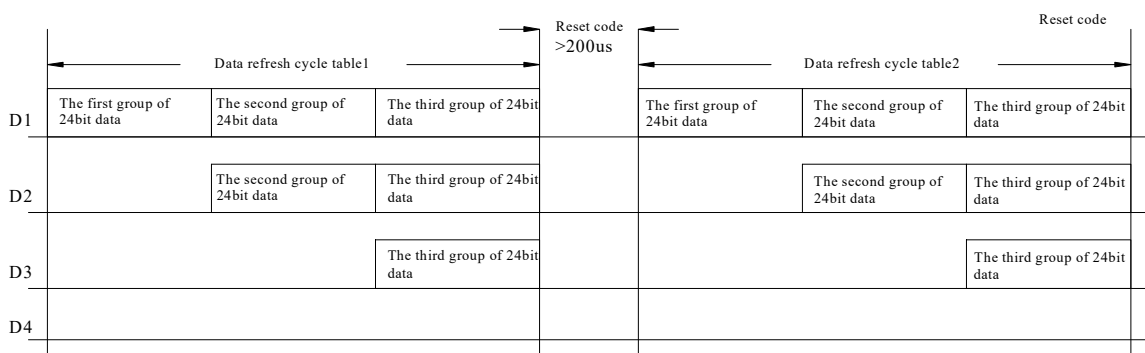 Reset code
>200us
Reset code
Data refresh cycle table1
Data refresh cycle table2
D1
The first group of
24bit data
The second group of
24bit data
The third group of 24bit
data
The first group of
24bit data
The second group of
24bit data
The third group of 24bit
data
D2
The second group of
24bit data
The third group of 24bit
data
The second group of
24bit data
The third group of 24bit
data
D3
The third group of 24bit
data
The third group of 24bit
data
D4